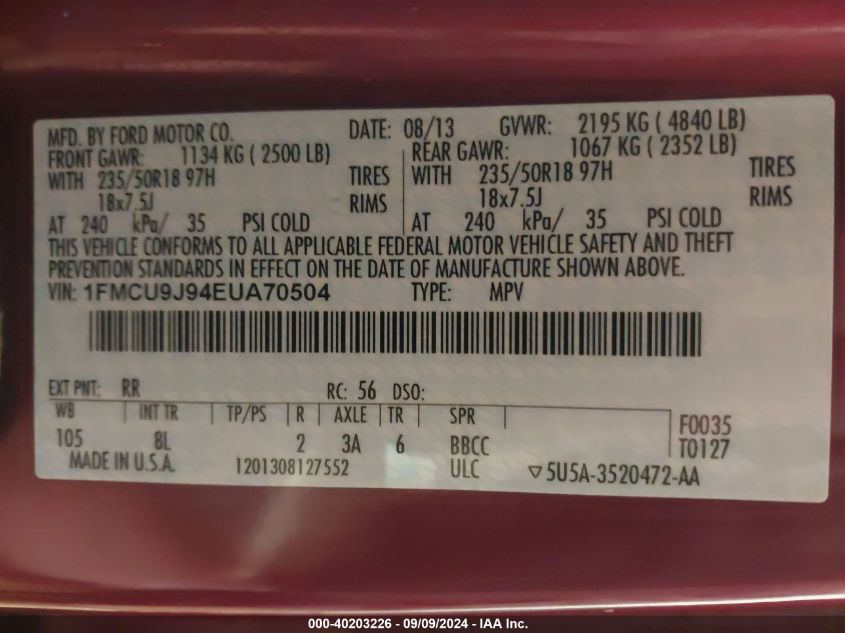 MFD. BY FORD MOTOR CO. DATE: 08/13 GVWR: 2195 KG ( 4840 LB)
FRONT GAWR: 1134 KG ( 2500 LB) REAR GAWR: 1067 KG ( 2352 LB)
WITH 235/50R18 97H TIRES WITH 235/50R18 97H TIRES
18x7.5J RIMS 18x7.5J RIMS
AT 240 kPa/ 35 PSI COLD AT 240 kPa/ 35 PSI COLD
THIS VEHICLE CONFORMS TO ALL APPLICABLE FEDERAL MOTOR VEHICLE SAFETY AND THEFT
PREVENTION STANDARDS IN EFFECT ON THE DATE OF MANUFACTURE SHOWN ABOVE.
VIN: 1FMCU9J94EUA70504 TYPE: MPV
EXT PNT: RR RC: 56 DSO:
WB INT TR TP/PS R AXLE TR SPR F0035
105 8L 2 3A 6 BBCC T0127
MADE IN U.S.A. 1201308127552 ULC ▽5U5A-3520472-AA
000-40203226 - 09/09/2024 - IAA Inc.